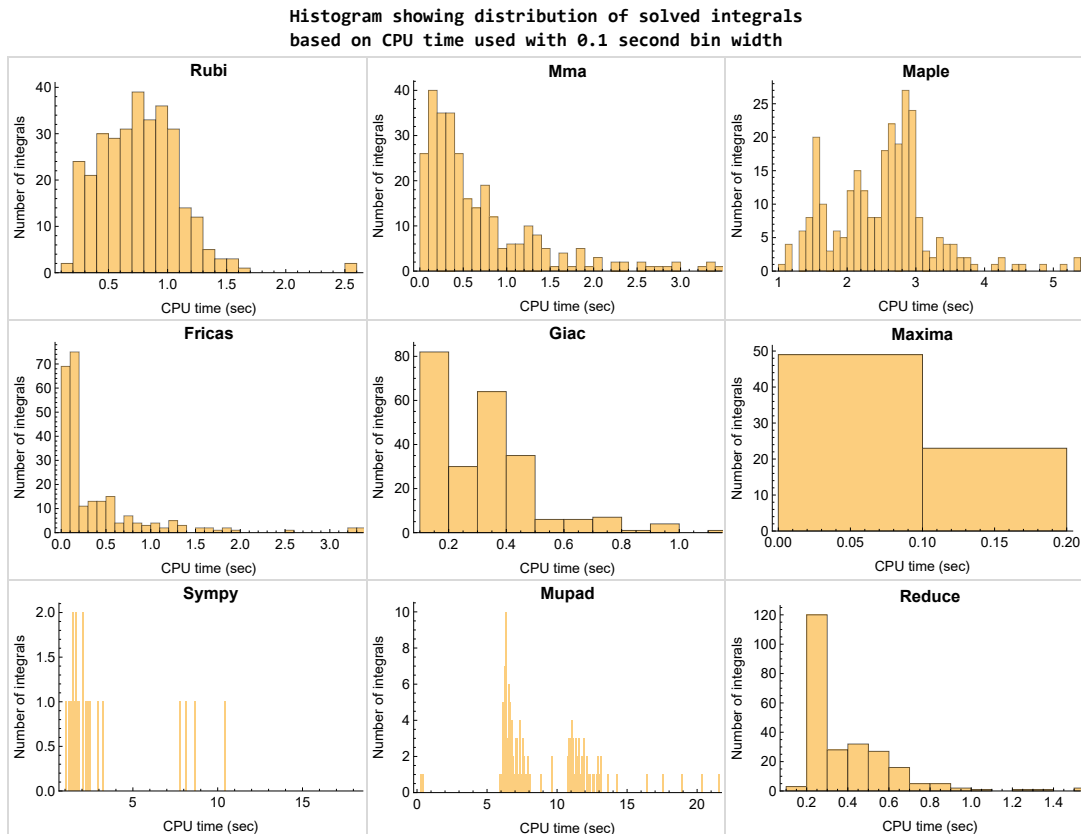 Histogram showing distribution of solved integrals
based on CPU time used with 0.1 second bin width
Rubi
Number of integrals
40
30
20
10
0
0.5 1.0 1.5 2.0 2.5
CPU time (sec)
Mma
Number of integrals
40
30
20
10
0
0.0 0.5 1.0 1.5 2.0 2.5 3.0
CPU time (sec)
Maple
Number of integrals
25
20
15
10
5
0
1 2 3 4 5
CPU time (sec)
Fricas
Number of integrals
70
60
50
40
30
20
10
0
0.0 0.5 1.0 1.5 2.0 2.5 3.0
CPU time (sec)
Giac
Number of integrals
80
60
40
20
0
0.2 0.4 0.6 0.8 1.0
CPU time (sec)
Maxima
Number of integrals
50
40
30
20
10
0
0.00 0.05 0.10 0.15 0.20
CPU time (sec)
Sympy
Number of integrals
2.0
1.5
1.0
0.5
0.0
5 10 15
CPU time (sec)
Mupad
Number of integrals
10
8
6
4
2
0
0 5 10 15 20
CPU time (sec)
Reduce
Number of integrals
120
100
80
60
40
20
0
0.2 0.4 0.6 0.8 1.0 1.2 1.4
CPU time (sec)